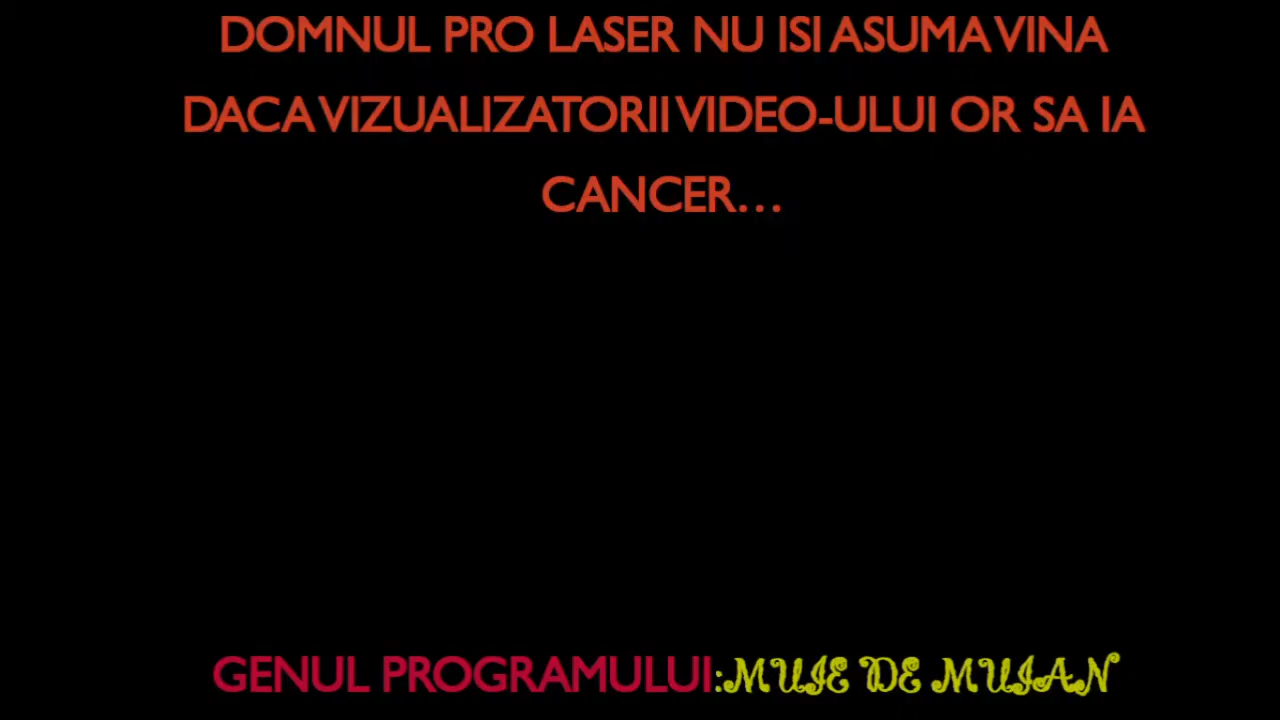 DOMNUL PRO LASER NU ISI ASUMA VINA
DACA VIZUALIZATORII VIDEO-ULUI OR SA IA
CANCER...
GENUL PROGRAMULUI:MUIE DE MUIAN